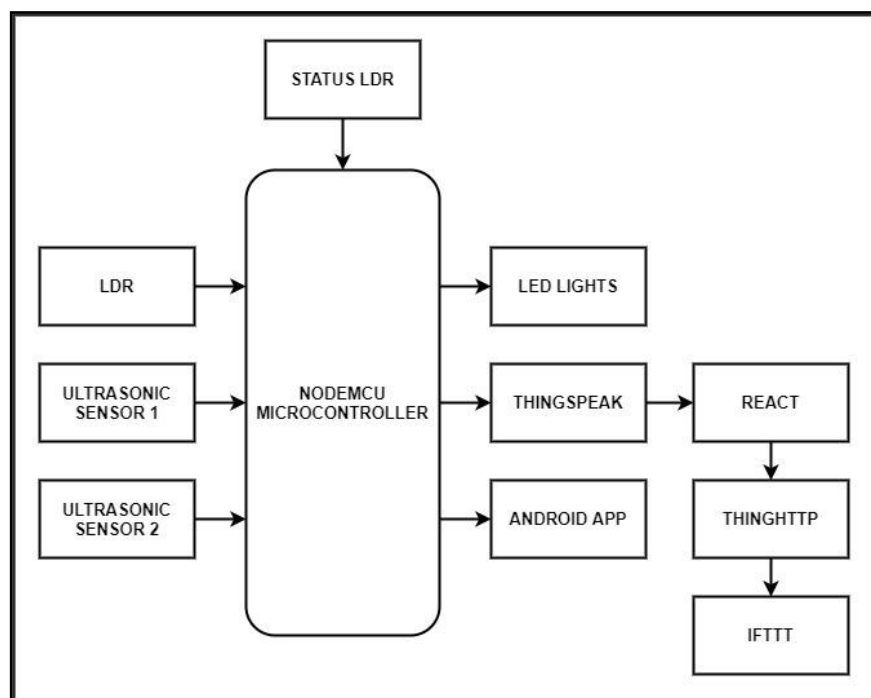 STATUS LDR
LDR
LED LIGHTS
ULTRASONIC
SENSOR 1
NODEMCU
MICROCONTROLLER
THINGSPEAK
REACT
ULTRASONIC
SENSOR 2
ANDROID APP
THINGHTTP
IFTTT